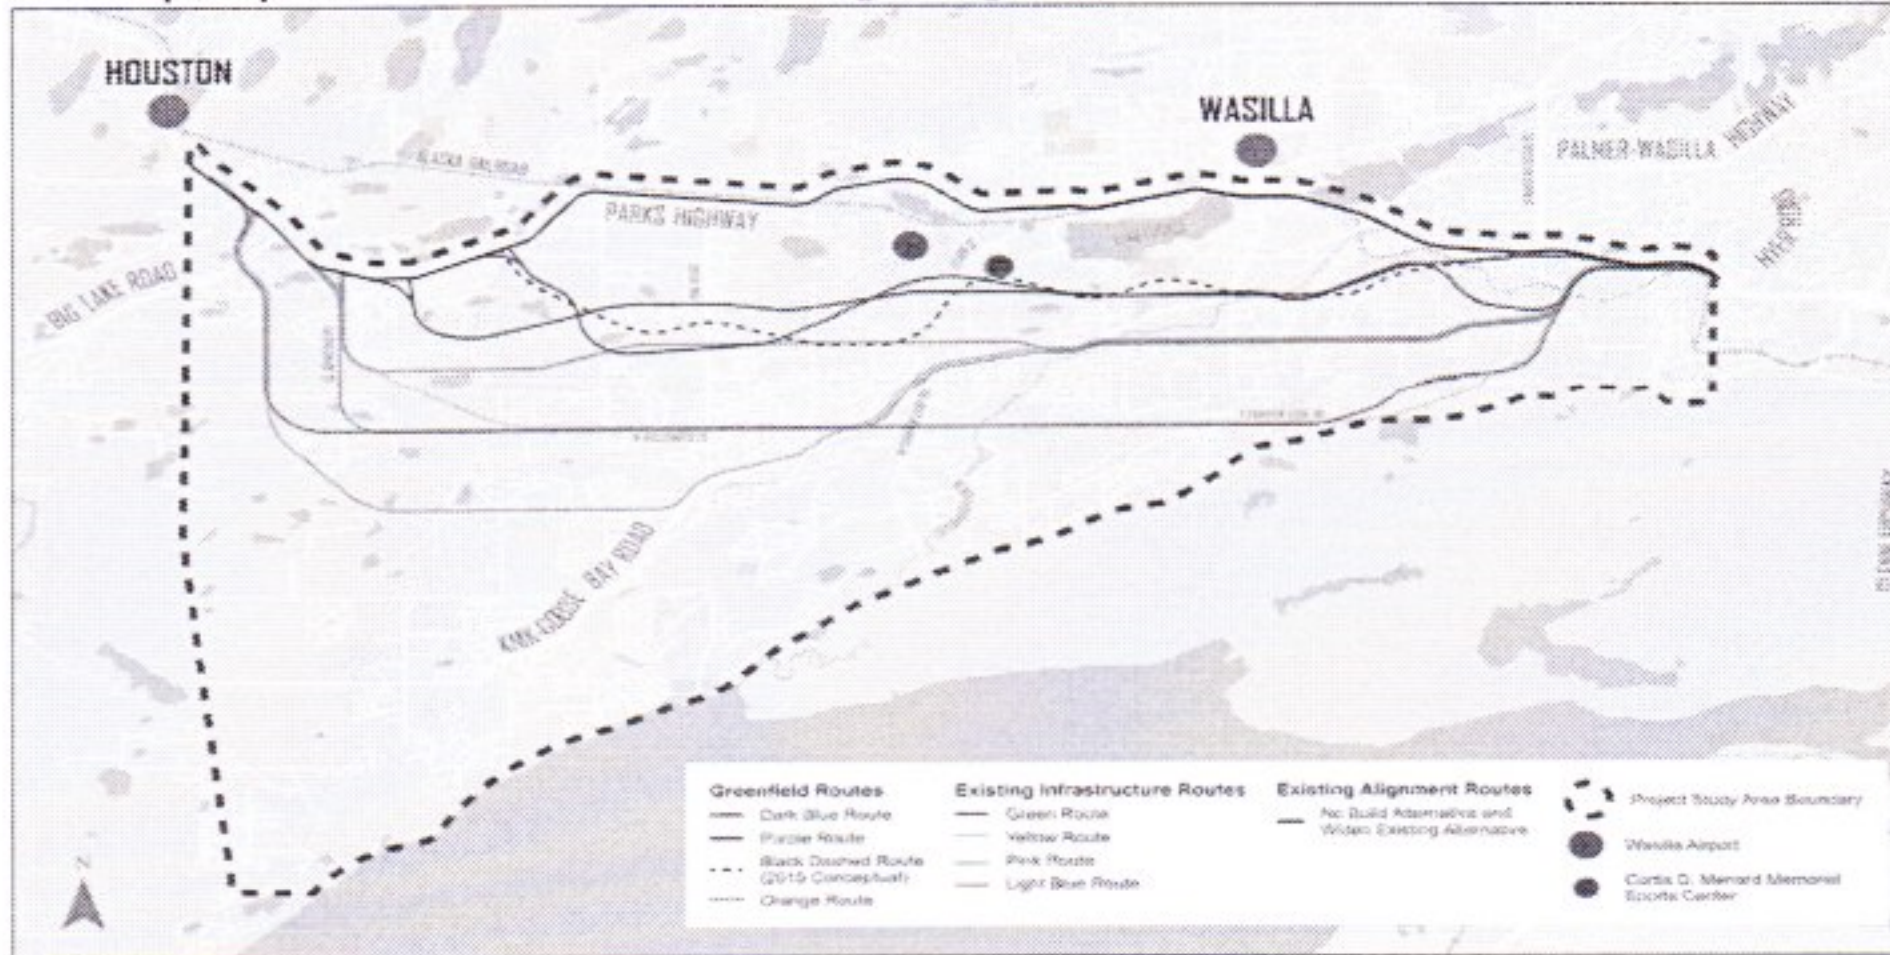 HOUSTON
WASILLA
PALMER-WASILLA HIGHWAY
ALASKA RAILROAD
PARKS HIGHWAY
BIG LAKE ROAD
HYER ROAD
KNIK-GOOSE BAY ROAD
Greenfield Routes
Dark Blue Route
Purple Route
Black Dashed Route
(2015 Conceptual)
Orange Route
Existing Infrastructure Routes
Green Route
Yellow Route
Pink Route
Light Blue Route
Existing Alignment Routes
No Build Alternative and
Widen Existing Alternative
Project Study Area Boundary
Wasilla Airport
Curtis D. Menard Memorial
Sports Center
N